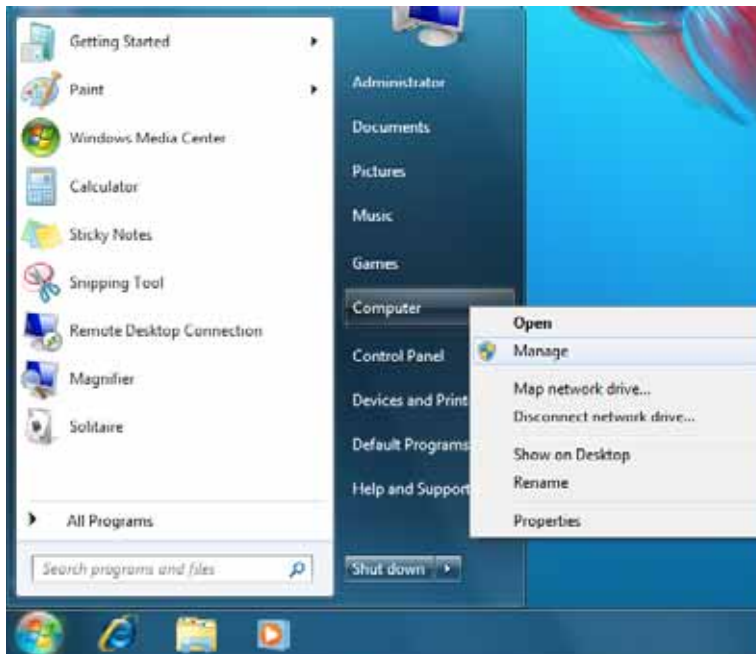 Getting Started
Paint
Windows Media Center
Calculator
Sticky Notes
Snipping Tool
Remote Desktop Connection
Magnifier
Solitaire
All Programs
Search programs and files
Administrator
Documents
Pictures
Music
Games
Computer
Control Panel
Devices and Print
Default Programs
Help and Support
Shut down
Open
Manage
Map network drive...
Disconnect network drive...
Show on Desktop
Rename
Properties